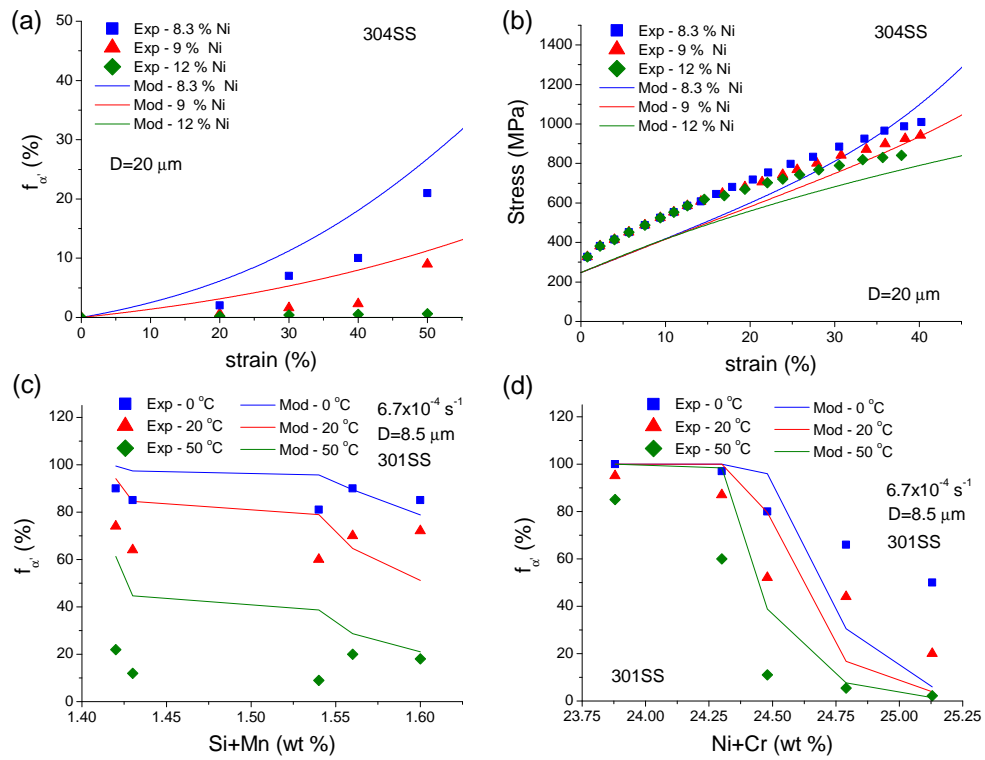 (a)
50
40
30
20
10
0
f_α' (%)
Exp - 8.3 % Ni
Exp - 9 % Ni
Exp - 12 % Ni
Mod - 8.3 % Ni
Mod - 9 % Ni
Mod - 12 % Ni
304SS
D=20 μm
0 10 20 30 40 50
strain (%)
(b)
1400
1200
1000
800
600
400
200
0
Stress (MPa)
Exp - 8.3 % Ni
Exp - 9 % Ni
Exp - 12 % Ni
Mod - 8.3 % Ni
Mod - 9 % Ni
Mod - 12 % Ni
304SS
D=20 μm
0 10 20 30 40
strain (%)
(c)
120
100
80
60
40
20
0
f_α' (%)
Exp - 0 °C Mod - 0 °C
Exp - 20 °C Mod - 20 °C
Exp - 50 °C Mod - 50 °C
6.7x10⁻⁴ s⁻¹
D=8.5 μm
301SS
1.40 1.45 1.50 1.55 1.60
Si+Mn (wt %)
(d)
120
100
80
60
40
20
0
f_α' (%)
Exp - 0 °C Mod - 0 °C
Exp - 20 °C Mod - 20 °C
Exp - 50 °C Mod - 50 °C
6.7x10⁻⁴ s⁻¹
D=8.5 μm
301SS
301SS
23.75 24.00 24.25 24.50 24.75 25.00 25.25
Ni+Cr (wt %)